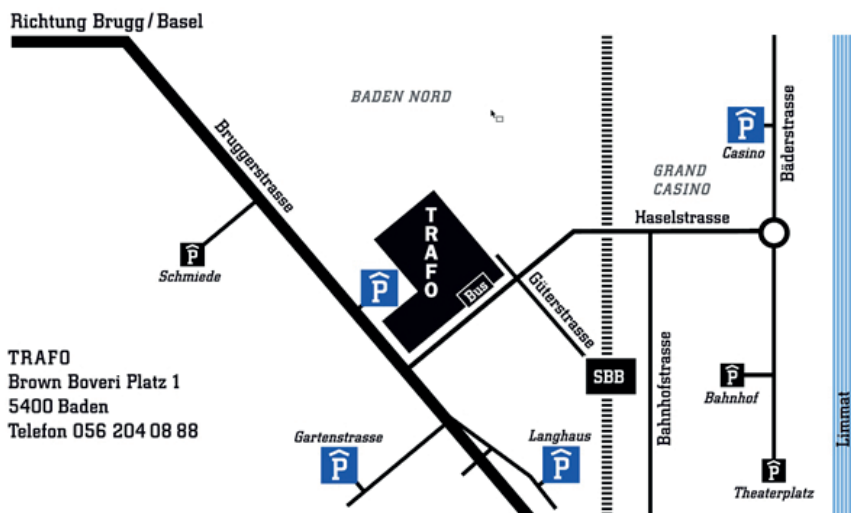 Richtung Brugg/Basel
BADEN NORD
P
Casino
Bäderstrasse
Bruggerstrasse
GRAND
CASINO
Haselstrasse
TRAFO
P
Schmiede
P
Bus
Güterstrasse
SBB
Bahnhofstrasse
P
Bahnhof
Limmat
TRAFO
Brown Boveri Platz 1
5400 Baden
Telefon 056 204 08 88
Gartenstrasse
P
Langhaus
P
P
Theaterplatz